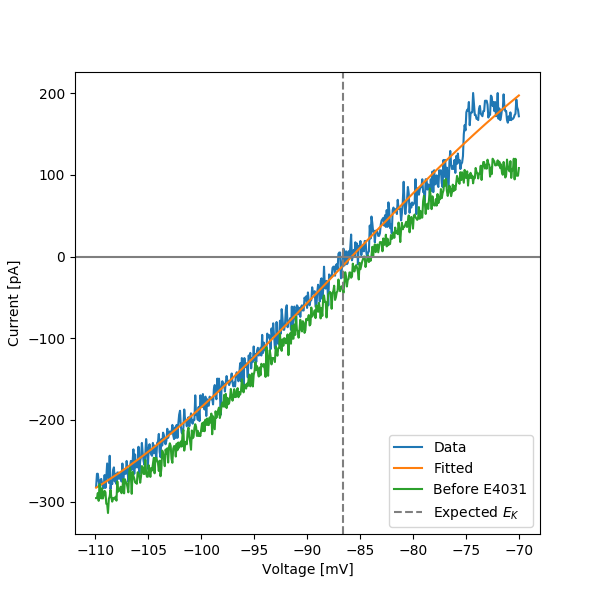 200
100
0
−100
−200
−300
Current [pA]
−110 −105 −100 −95 −90 −85 −80 −75 −70
Voltage [mV]
Data
Fitted
Before E4031
Expected E_K